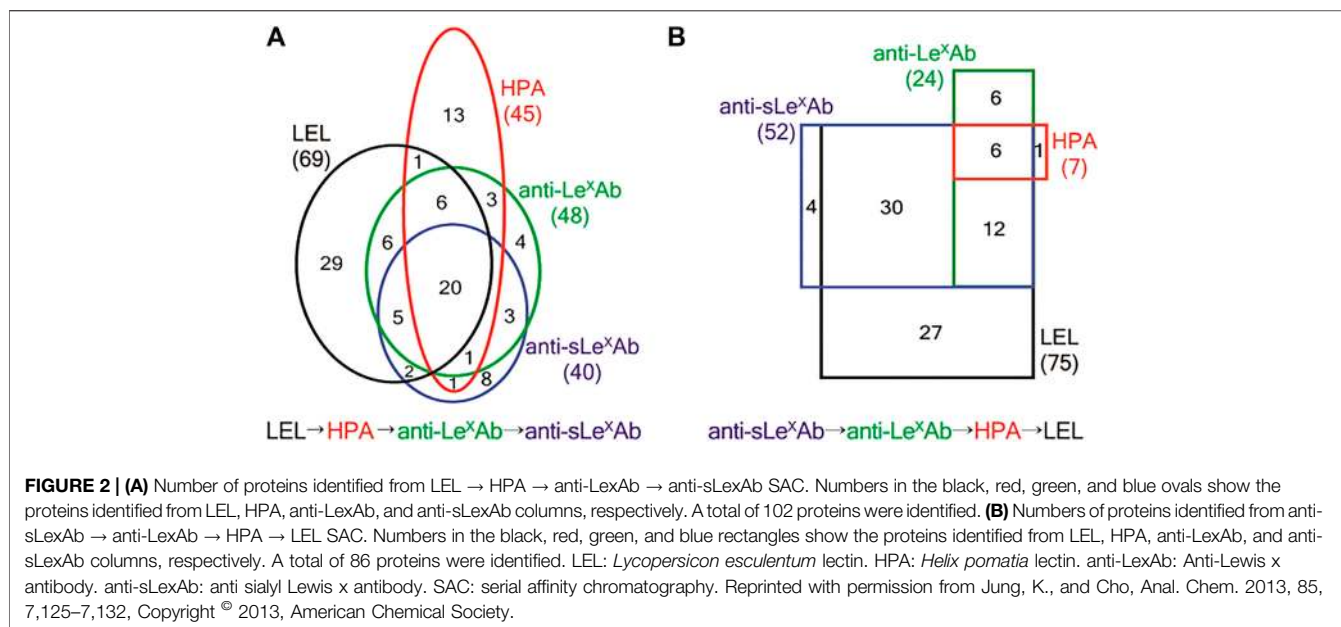 A
B
HPA
(45)
13
LEL
(69)
1
anti-LeˣAb
(48)
6
3
6
4
29
20
5
3
1
anti-sLeˣAb
(40)
2
1
8
LEL→HPA→anti-LeˣAb→anti-sLeˣAb
anti-LeˣAb
(24)
6
anti-sLeˣAb
(52)
HPA
(7)
6
1
4
30
12
27
LEL
(75)
anti-sLeˣAb→anti-LeˣAb→HPA→LEL
FIGURE 2 | (A) Number of proteins identified from LEL → HPA → anti-LexAb → anti-sLexAb SAC. Numbers in the black, red, green, and blue ovals show the
proteins identified from LEL, HPA, anti-LexAb, and anti-sLexAb columns, respectively. A total of 102 proteins were identified. (B) Numbers of proteins identified from anti-
sLexAb → anti-LexAb → HPA → LEL SAC. Numbers in the black, red, green, and blue rectangles show the proteins identified from LEL, HPA, anti-LexAb, and anti-
sLexAb columns, respectively. A total of 86 proteins were identified. LEL: Lycopersicon esculentum lectin. HPA: Helix pomatia lectin. anti-LexAb: Anti-Lewis x
antibody. anti-sLexAb: anti sialyl Lewis x antibody. SAC: serial affinity chromatography. Reprinted with permission from Jung, K., and Cho, Anal. Chem. 2013, 85,
7,125–7,132, Copyright © 2013, American Chemical Society.